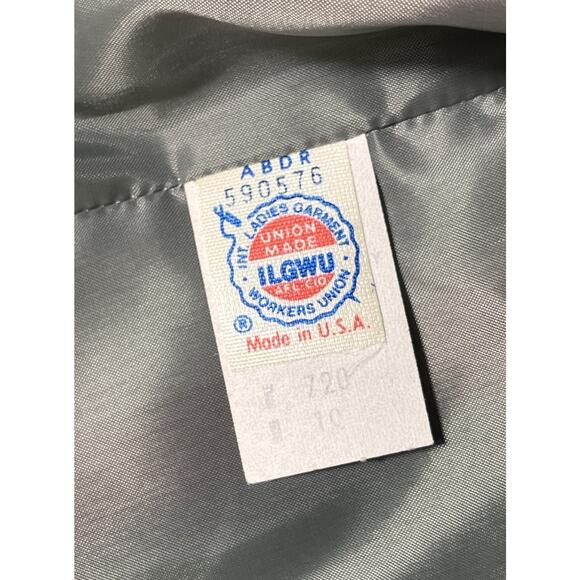 ABDR
590576
INT. LADIES GARMENT
UNION
MADE
ILGWU
AFL-CIO
WORKERS UNION
®
Made in U.S.A.
720
10